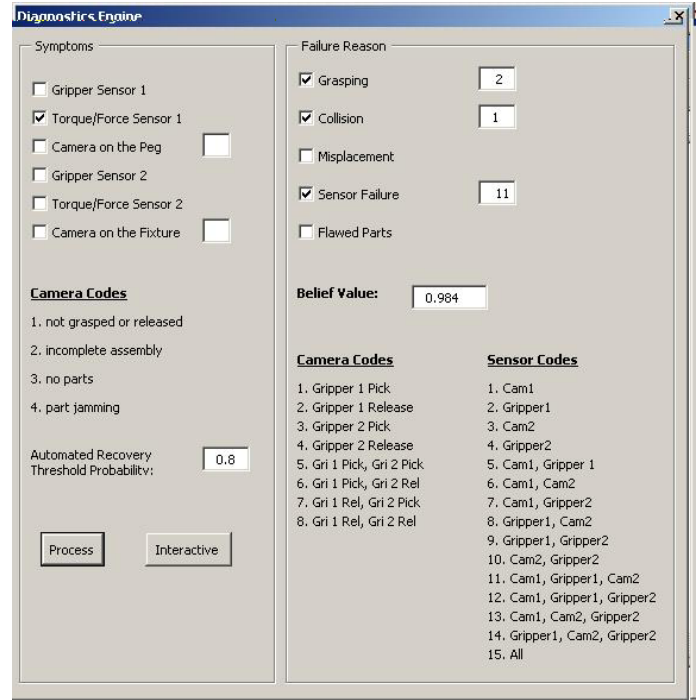 Diagnostics Engine
Symptoms
Gripper Sensor 1
Torque/Force Sensor 1
Camera on the Peg
Gripper Sensor 2
Torque/Force Sensor 2
Camera on the Fixture
Camera Codes
1. not grasped or released
2. incomplete assembly
3. no parts
4. part jamming
Automated Recovery
Threshold Probability:
0.8
Process
Interactive
Failure Reason
Grasping 2
Collision 1
Misplacement
Sensor Failure 11
Flawed Parts
Belief Value: 0.984
Camera Codes
1. Gripper 1 Pick
2. Gripper 1 Release
3. Gripper 2 Pick
4. Gripper 2 Release
5. Gri 1 Pick, Gri 2 Pick
6. Gri 1 Pick, Gri 2 Rel
7. Gri 1 Rel, Gri 2 Pick
8. Gri 1 Rel, Gri 2 Rel
Sensor Codes
1. Cam1
2. Gripper1
3. Cam2
4. Gripper2
5. Cam1, Gripper 1
6. Cam1, Cam2
7. Cam1, Gripper2
8. Gripper1, Cam2
9. Gripper1, Gripper2
10. Cam2, Gripper2
11. Cam1, Gripper1, Cam2
12. Cam1, Gripper1, Gripper2
13. Cam1, Cam2, Gripper2
14. Gripper1, Cam2, Gripper2
15. All